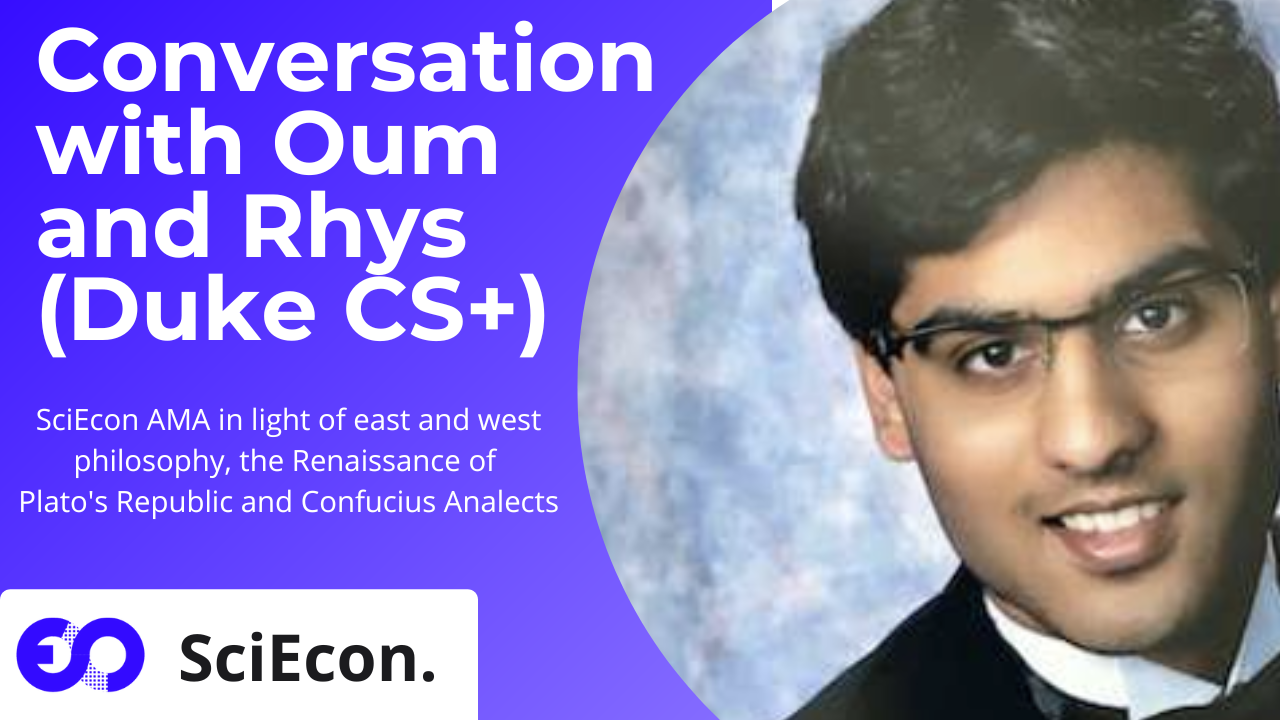 Conversation
with Oum
and Rhys
(Duke CS+)
SciEcon AMA in light of east and west
philosophy, the Renaissance of
Plato's Republic and Confucius Analects
SciEcon.